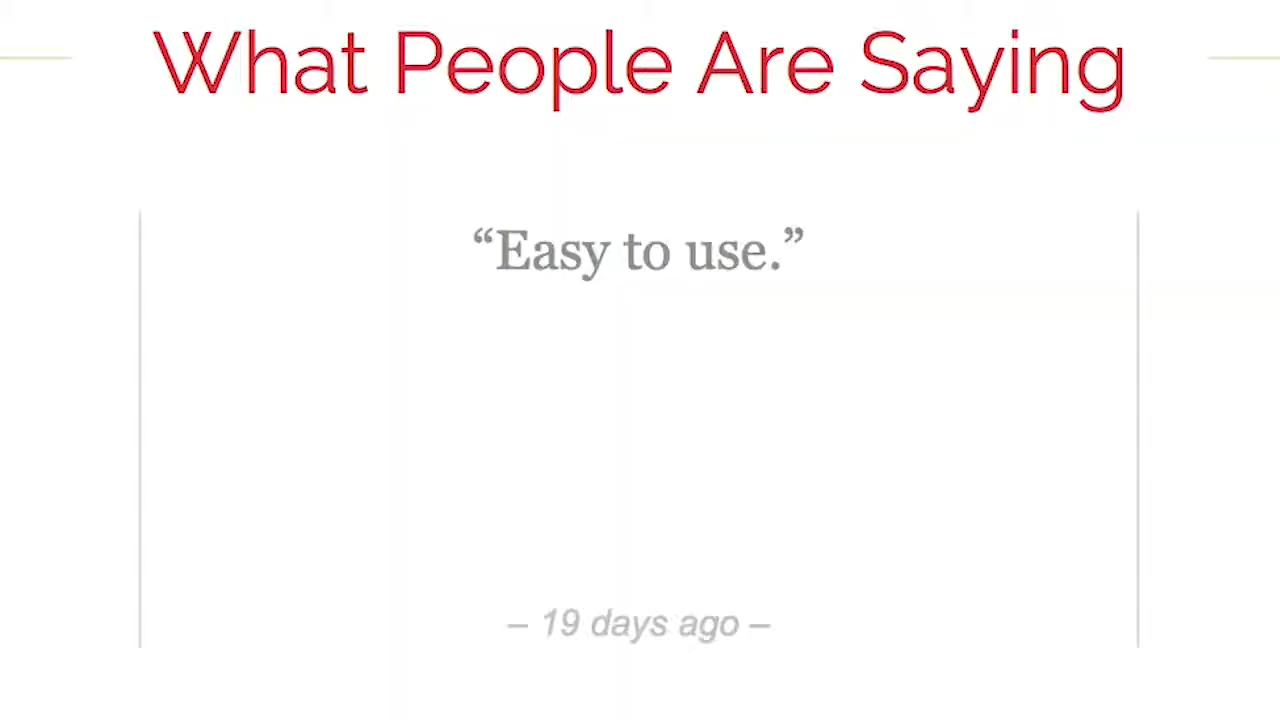 What People Are Saying
“Easy to use.”
– 19 days ago –